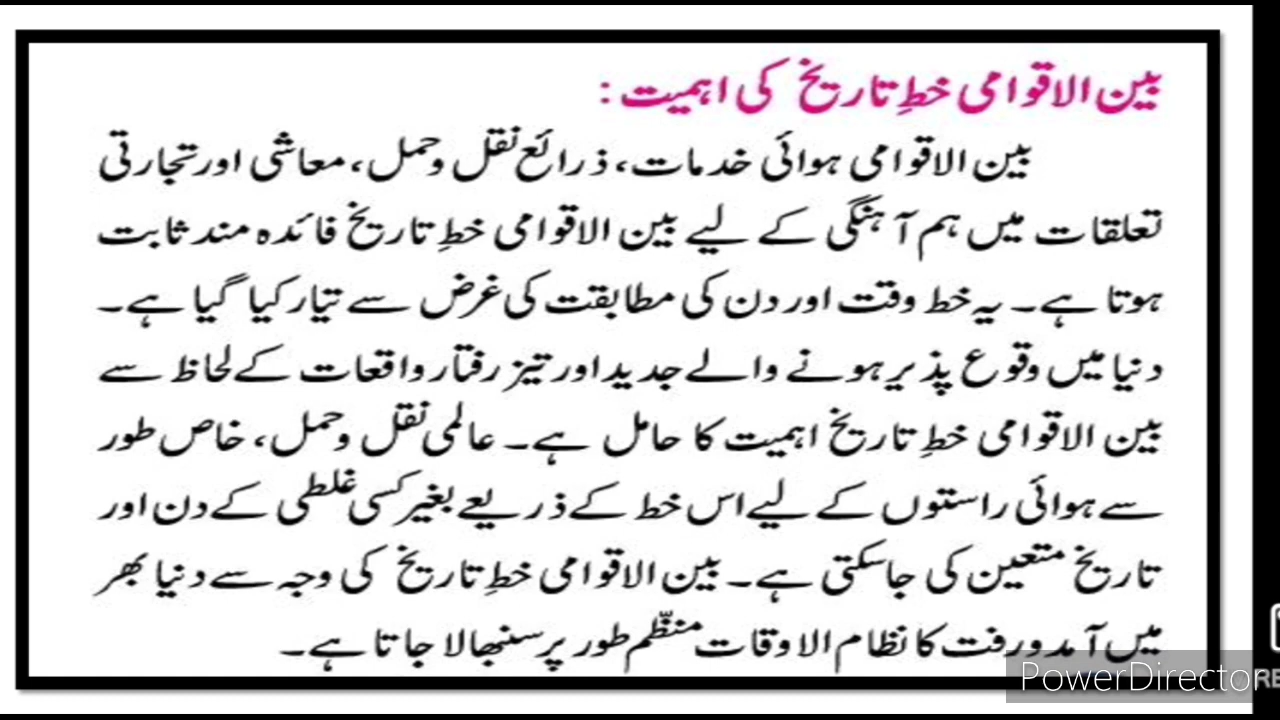 بین الاقوامی خطِ تاریخ کی اہمیت :
بین الاقوامی ہوائی خدمات، ذرائع نقل و حمل، معاشی اور تجارتی
تعلقات میں ہم آہنگی کے لیے بین الاقوامی خطِ تاریخ فائدہ مند ثابت
ہوتا ہے۔ یہ خط وقت اور دن کی مطابقت کی غرض سے تیار کیا گیا ہے۔
دنیا میں وقوع پذیر ہونے والے جدید اور تیز رفتار واقعات کے لحاظ سے
بین الاقوامی خطِ تاریخ اہمیت کا حامل ہے۔ عالمی نقل و حمل، خاص طور
سے ہوائی راستوں کے لیے اس خط کے ذریعے بغیر کسی غلطی کے دن اور
تاریخ متعین کی جاسکتی ہے۔ بین الاقوامی خطِ تاریخ کی وجہ سے دنیا بھر
میں آمد ورفت کا نظام الاوقات منظّم طور پر سنبھالا جاتا ہے۔
PowerDirector
RE